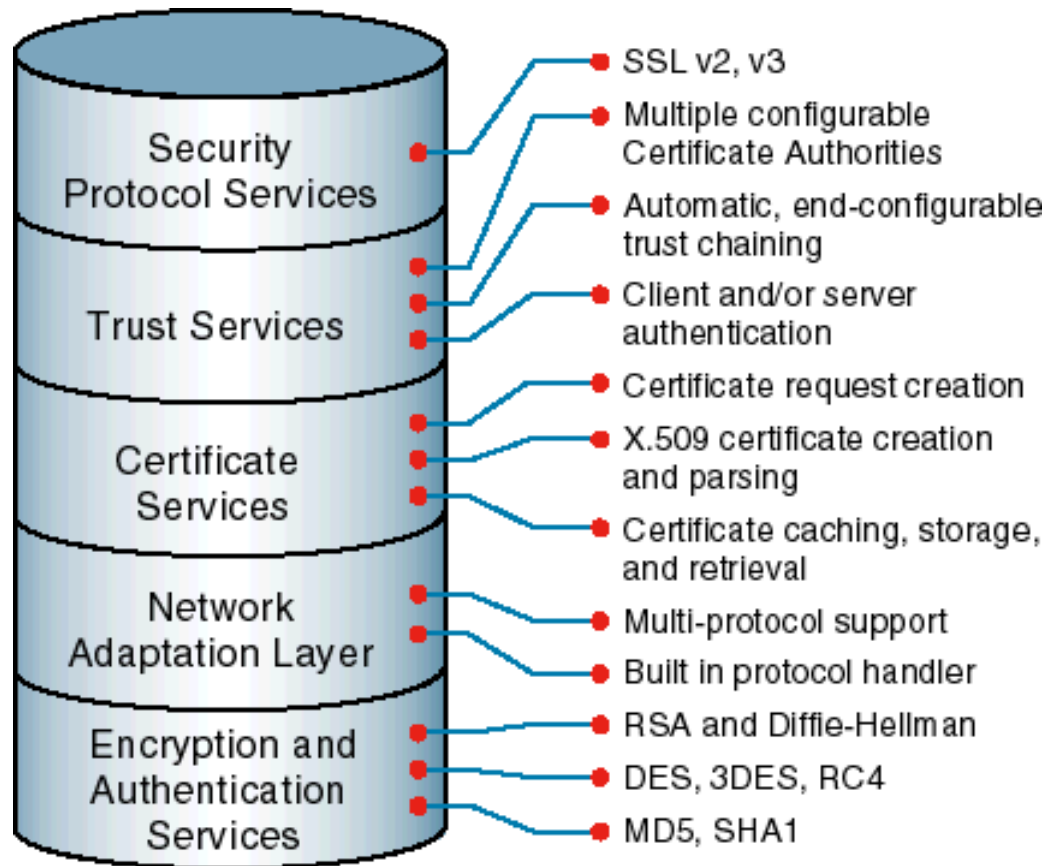 Security
Protocol Services
Trust Services
Certificate
Services
Network
Adaptation Layer
Encryption and
Authentication
Services
SSL v2, v3
Multiple configurable
Certificate Authorities
Automatic, end-configurable
trust chaining
Client and/or server
authentication
Certificate request creation
X.509 certificate creation
and parsing
Certificate caching, storage,
and retrieval
Multi-protocol support
Built in protocol handler
RSA and Diffie-Hellman
DES, 3DES, RC4
MD5, SHA1